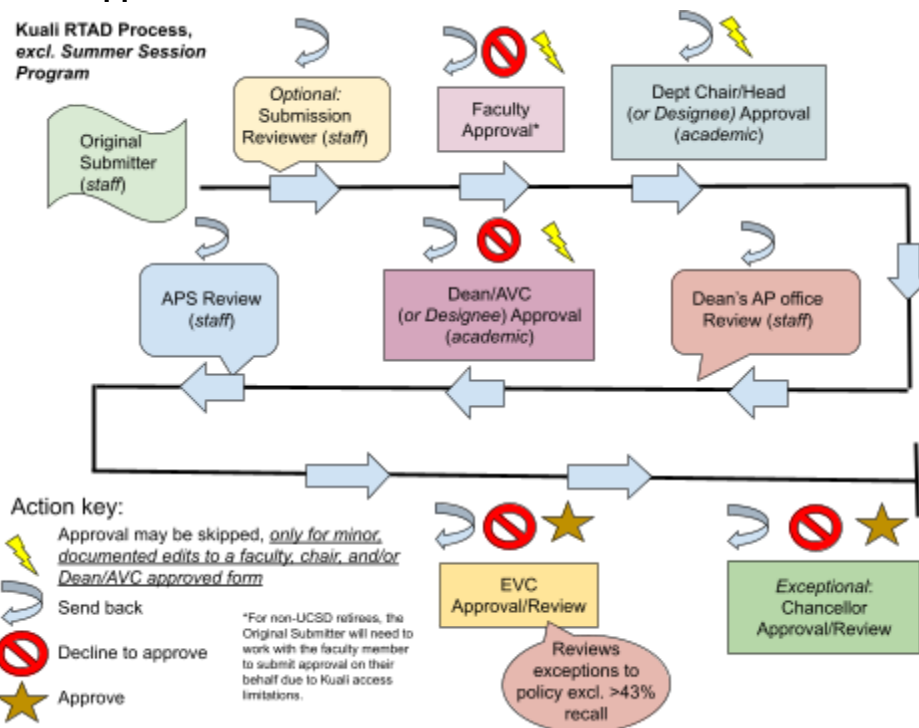 Kuali RTAD Process,
excl. Summer Session
Program
Original
Submitter
(staff)
Optional:
Submission
Reviewer (staff)
Faculty
Approval*
Dept Chair/Head
(or Designee) Approval
(academic)
APS Review
(staff)
Dean/AVC
(or Designee) Approval
(academic)
Dean's AP office
Review (staff)
Action key:
Approval may be skipped, only for minor,
documented edits to a faculty, chair, and/or
Dean/AVC approved form
Send back
Decline to approve
Approve
*For non-UCSD retirees, the
Original Submitter will need to
work with the faculty member
to submit approval on their
behalf due to Kuali access
limitations.
EVC
Approval/Review
Reviews
exceptions to
policy excl. >43%
recall
Exceptional:
Chancellor
Approval/Review